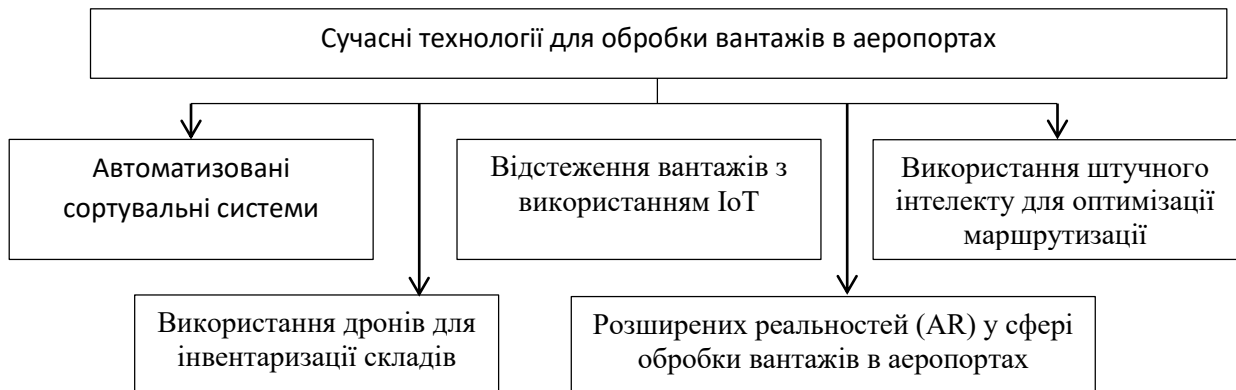 Сучасні технології для обробки вантажів в аеропортах
Автоматизовані
сортувальні системи
Відстеження вантажів з
використанням IoT
Використання штучного
інтелекту для оптимізації
маршрутизації
Використання дронів для
інвентаризації складів
Розширених реальностей (AR) у сфері
обробки вантажів в аеропортах